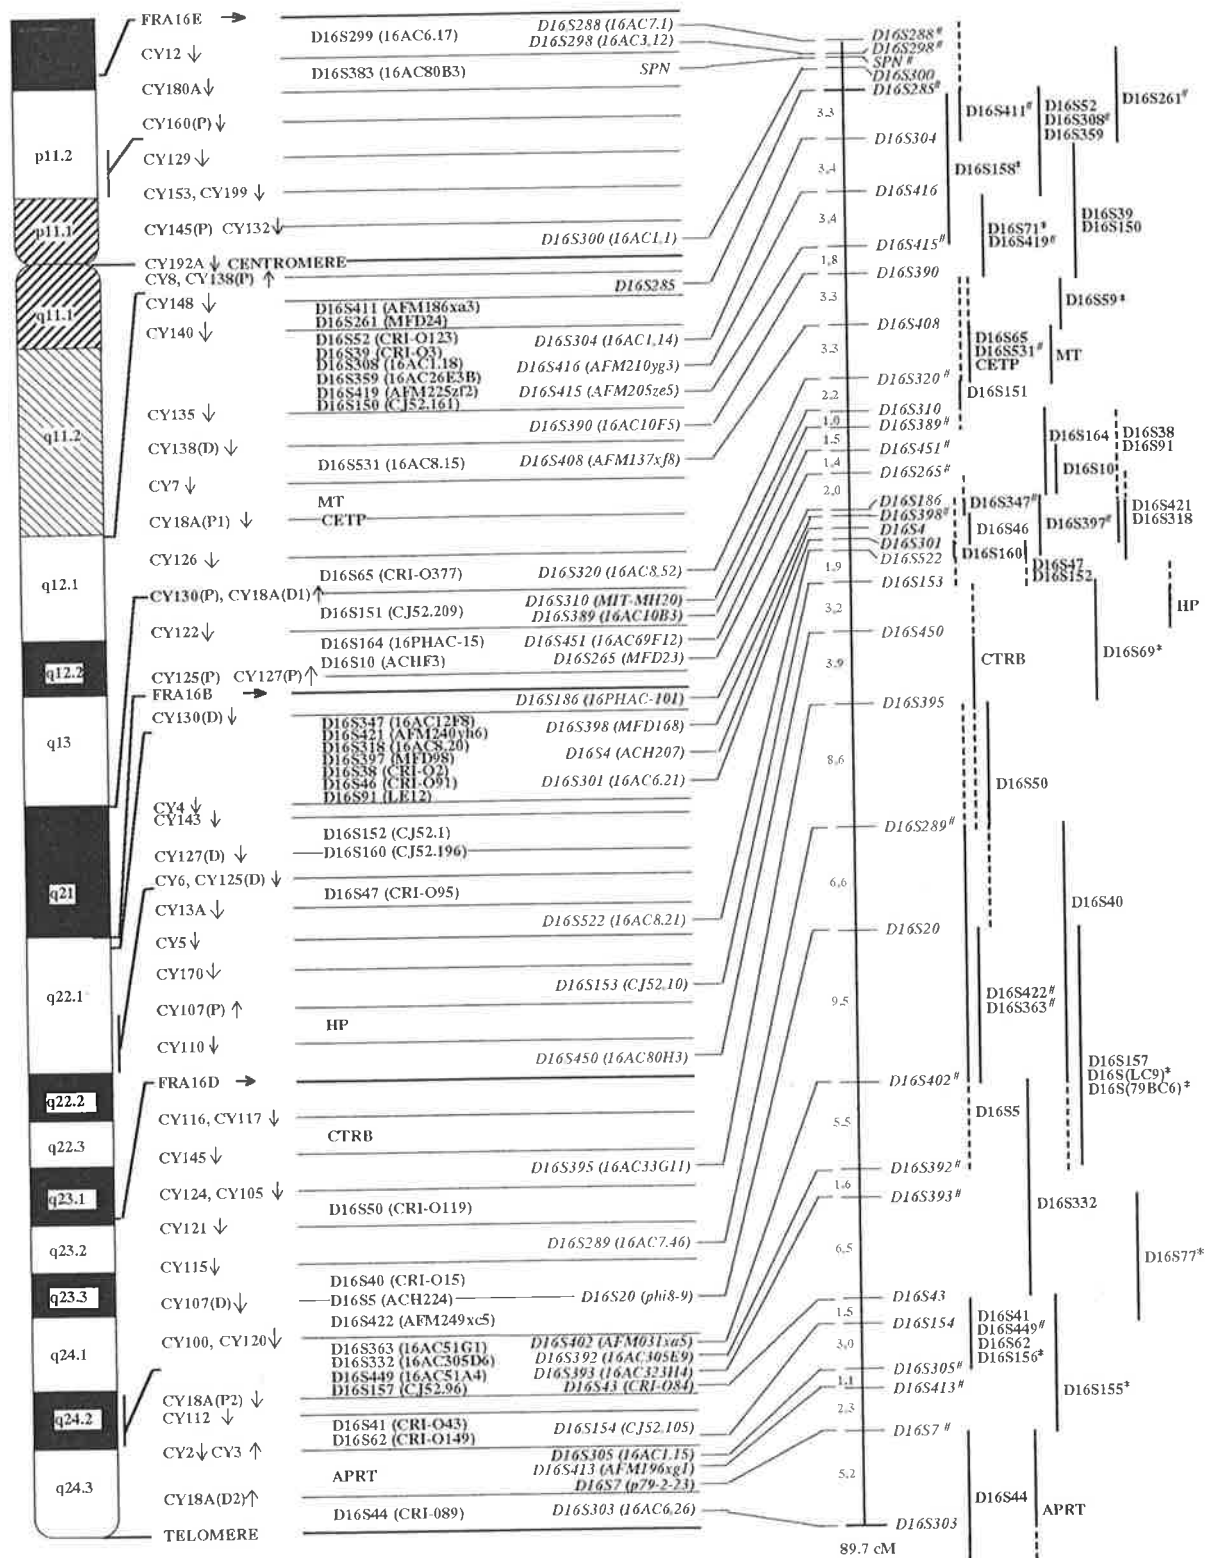 FRA16E
D16S299 (16AC6.17)
D16S288 (16AC7.1)
D16S298 (16AC3.12)
CY12
D16S383 (16AC80B3)
SPN
CY180A
CY160(P)
p11.2
CY129
CY153, CY199
p11.1
CY145(P) CY132
D16S300 (16AC1.1)
CY192A CENTROMERE
CY8, CY138(P)
D16S285
q11.1
CY148
D16S411 (AFM186xa3)
D16S261 (MFD24)
CY140
D16S52 (CRI-O123)
D16S39 (CRI-O3)
D16S308 (16AC1.18)
D16S359 (16AC26E3B)
D16S419 (AFM225zf2)
D16S150 (CJ52.161)
D16S304 (16AC1.14)
D16S416 (AFM210yg3)
D16S415 (AFM205ze5)
q11.2
CY135
D16S390 (16AC10F5)
CY138(D)
D16S531 (16AC8.15)
D16S408 (AFM137xf8)
CY7
MT
CETP
CY18A(P1)
q12.1
CY126
D16S65 (CRI-O377)
D16S320 (16AC8.52)
CY130(P), CY18A(D1)
D16S151 (CJ52.209)
D16S310 (MIT-MH20)
D16S389 (16AC10B3)
CY122
D16S164 (16PHAC-15)
D16S10 (ACHF3)
D16S451 (16AC69F12)
D16S265 (MFD23)
q12.2
CY125(P) CY127(P)
FRA16B
D16S186 (16PHAC-101)
q13
CY130(D)
D16S347 (16AC12F8)
D16S421 (AFM240yh6)
D16S318 (16AC8.20)
D16S397 (MFD98)
D16S38 (CRI-O2)
D16S46 (CRI-O91)
D16S91 (LE12)
D16S398 (MFD168)
D16S4 (ACH207)
D16S301 (16AC6.21)
CY4
CY143
D16S152 (CJ52.1)
CY127(D)
D16S160 (CJ52.196)
CY6, CY125(D)
D16S47 (CRI-O95)
q21
CY13A
D16S522 (16AC8.21)
CY5
CY170
D16S153 (CJ52.10)
q22.1
CY107(P)
HP
CY110
D16S450 (16AC80H3)
FRA16D
q22.2
CY116, CY117
CTRB
q22.3
CY145
D16S395 (16AC33G11)
CY124, CY105
D16S50 (CRI-O119)
q23.1
CY121
D16S289 (16AC7.46)
q23.2
CY115
D16S40 (CRI-O15)
D16S5 (ACH224)
D16S422 (AFM249xc5)
q23.3
CY107(D)
D16S20 (phi8-9)
CY100, CY120
q24.1
D16S363 (16AC51G1)
D16S332 (16AC305D6)
D16S449 (16AC51A4)
D16S157 (CJ52.96)
D16S402 (AFM031xa5)
D16S392 (16AC305E9)
D16S393 (16AC323H4)
D16S43 (CRI-O84)
CY18A(P2)
CY112
q24.2
D16S41 (CRI-O43)
D16S62 (CRI-O149)
D16S154 (CJ52.105)
CY2 CY3
APRT
D16S305 (16AC1.15)
D16S413 (AFM196xg1)
D16S7 (p79-2-23)
q24.3
CY18A(D2)
D16S44 (CRI-089)
D16S303 (16AC6.26)
TELOMERE
D16S288#
D16S298#
SPN #
D16S300
D16S285#
3.3
D16S304
3.4
D16S416
3.4
D16S415#
1.8
D16S390
3.3
D16S408
3.3
D16S320#
2.2
D16S310
1.0
D16S389#
1.5
D16S451#
1.4
D16S265#
2.0
D16S186
D16S398#
D16S4
D16S301
D16S522
1.9
D16S153
3.2
D16S450
3.9
D16S395
8.6
D16S289#
6.6
D16S20
9.5
D16S402#
5.5
D16S392#
1.6
D16S393#
6.5
D16S43
1.5
D16S154
3.0
D16S305#
1.1
D16S413#
2.3
D16S7 #
5.2
D16S303
89.7 cM
D16S411#
D16S52
D16S308#
D16S359
D16S261#
D16S158‡
D16S71‡
D16S419#
D16S39
D16S150
D16S59‡
D16S65
D16S531#
CETP
MT
D16S151
D16S164
D16S38
D16S91
D16S10
D16S347#
D16S46
D16S397#
D16S421
D16S318
D16S160
D16S47
D16S152
HP
CTRB
D16S69‡
D16S50
D16S40
D16S422#
D16S363#
D16S157
D16S(LC9)‡
D16S(79BC6)‡
D16S5
D16S332
D16S77‡
D16S41
D16S449#
D16S62
D16S156‡
D16S155‡
D16S44
APRT